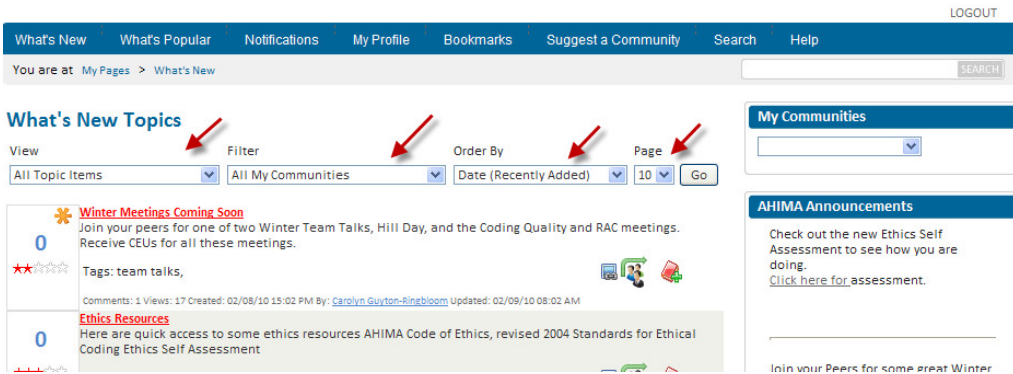 LOGOUT
What's New What's Popular Notifications My Profile Bookmarks Suggest a Community Search Help
You are at My Pages > What's New
SEARCH
What's New Topics
View Filter Order By Page
All Topic Items All My Communities Date (Recently Added) 10 Go
Winter Meetings Coming Soon
Join your peers for one of two Winter Team Talks, Hill Day, and the Coding Quality and RAC meetings.
0 Receive CEUs for all these meetings.
Tags: team talks,
Comments: 1 Views: 17 Created: 02/08/10 15:02 PM By: Carolyn Guyton-Ringbloom Updated: 02/09/10 08:02 AM
Ethics Resources
Here are quick access to some ethics resources AHIMA Code of Ethics, revised 2004 Standards for Ethical
0 Coding Ethics Self Assessment
My Communities
AHIMA Announcements
Check out the new Ethics Self
Assessment to see how you are
doing.
Click here for assessment.
Join your Peers for some great Winter